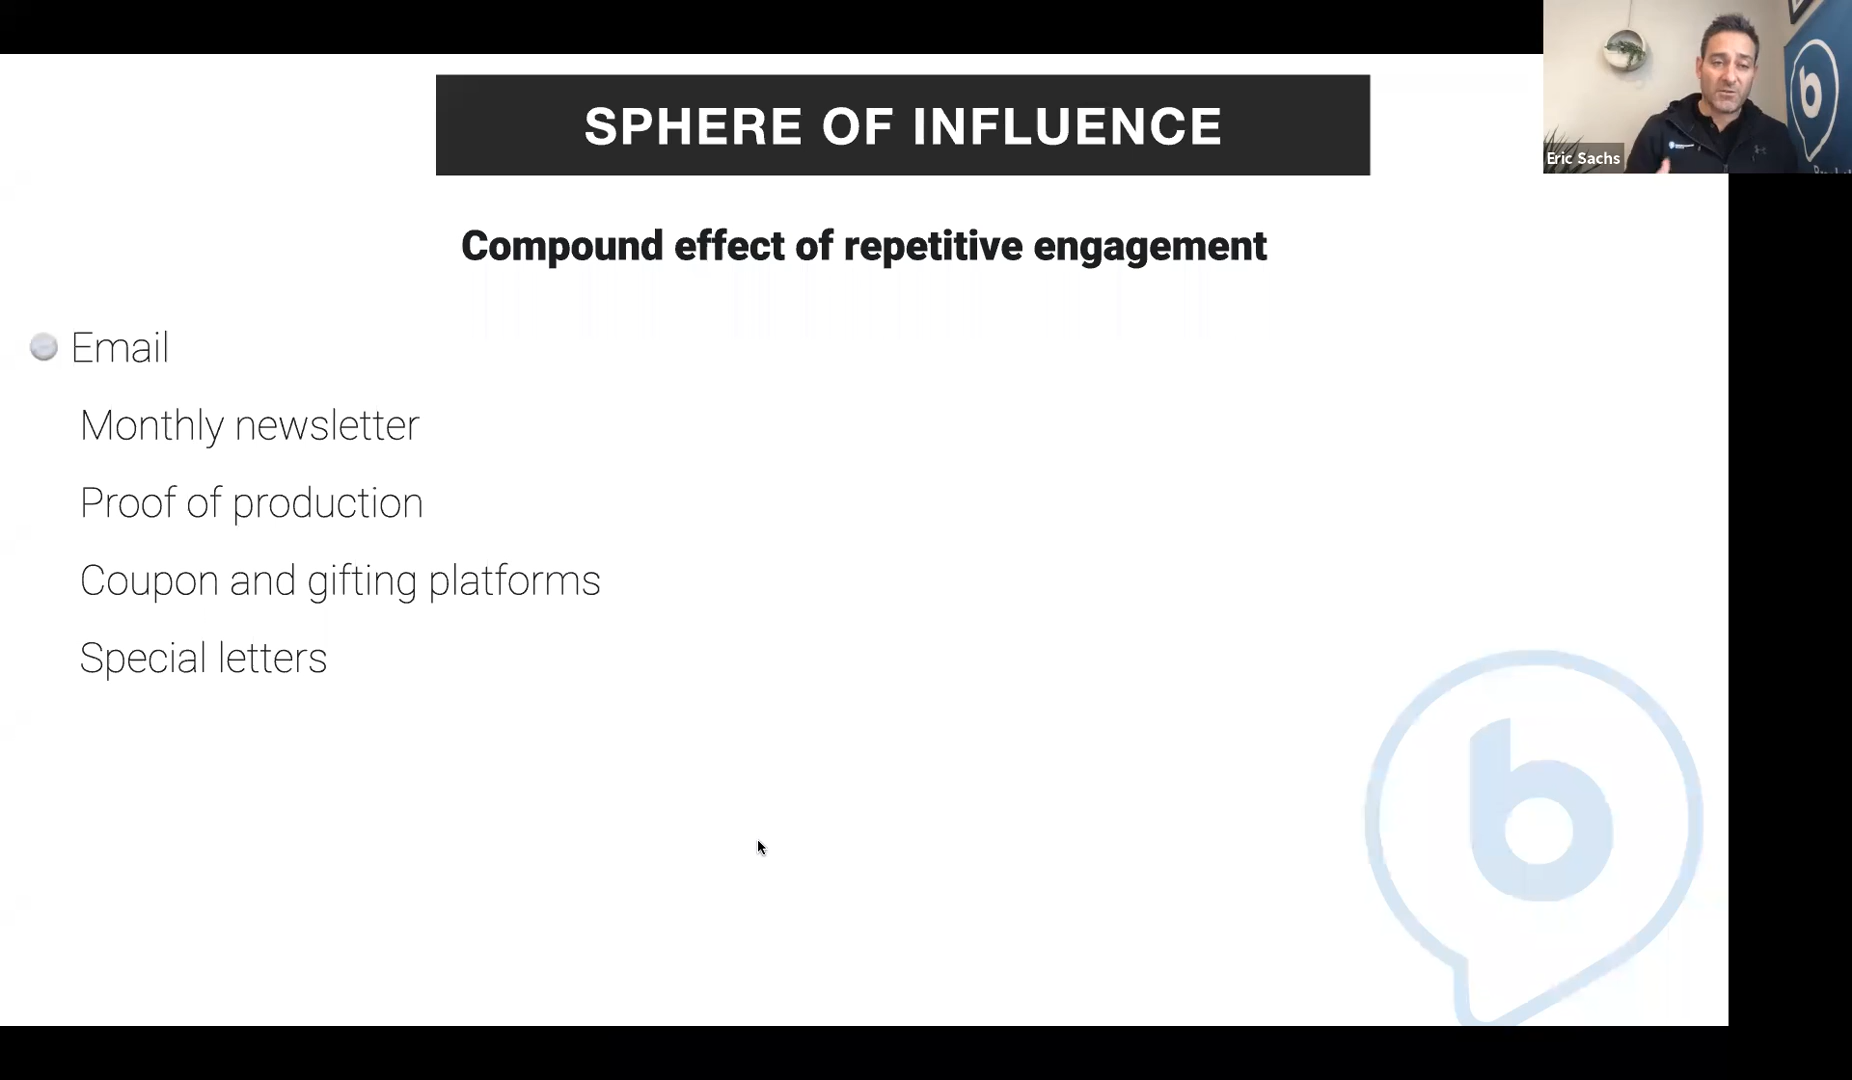 SPHERE OF INFLUENCE
Eric Sachs
Compound effect of repetitive engagement
Email
Monthly newsletter
Proof of production
Coupon and gifting platforms
Special letters
b
b